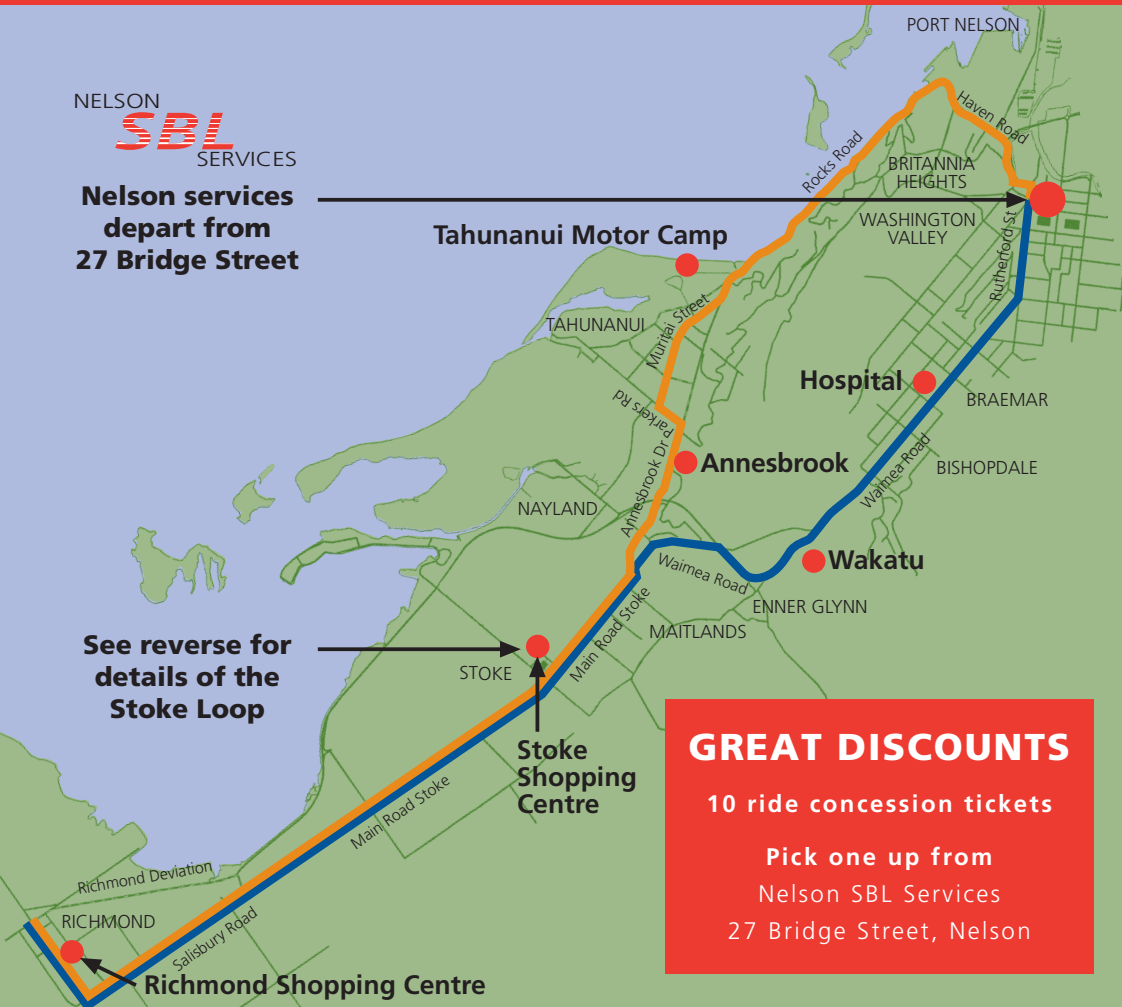 PORT NELSON
NELSON
SBL
SERVICES
Nelson services
depart from
27 Bridge Street
Haven Road
Rocks Road
BRITANNIA
HEIGHTS
WASHINGTON
VALLEY
Rutherford St
Tahunanui Motor Camp
TAHUNANUI
Muritai Street
Parkers Rd
Hospital
BRAEMAR
Annesbrook
Annesbrook Dr
BISHOPDALE
Waimea Road
NAYLAND
Wakatu
Waimea Road
ENNER GLYNN
MAITLANDS
Main Road Stoke
See reverse for
details of the
Stoke Loop
STOKE
Stoke
Shopping
Centre
Main Road Stoke
Richmond Deviation
RICHMOND
Salisbury Road
Richmond Shopping Centre
GREAT DISCOUNTS
10 ride concession tickets
Pick one up from
Nelson SBL Services
27 Bridge Street, Nelson